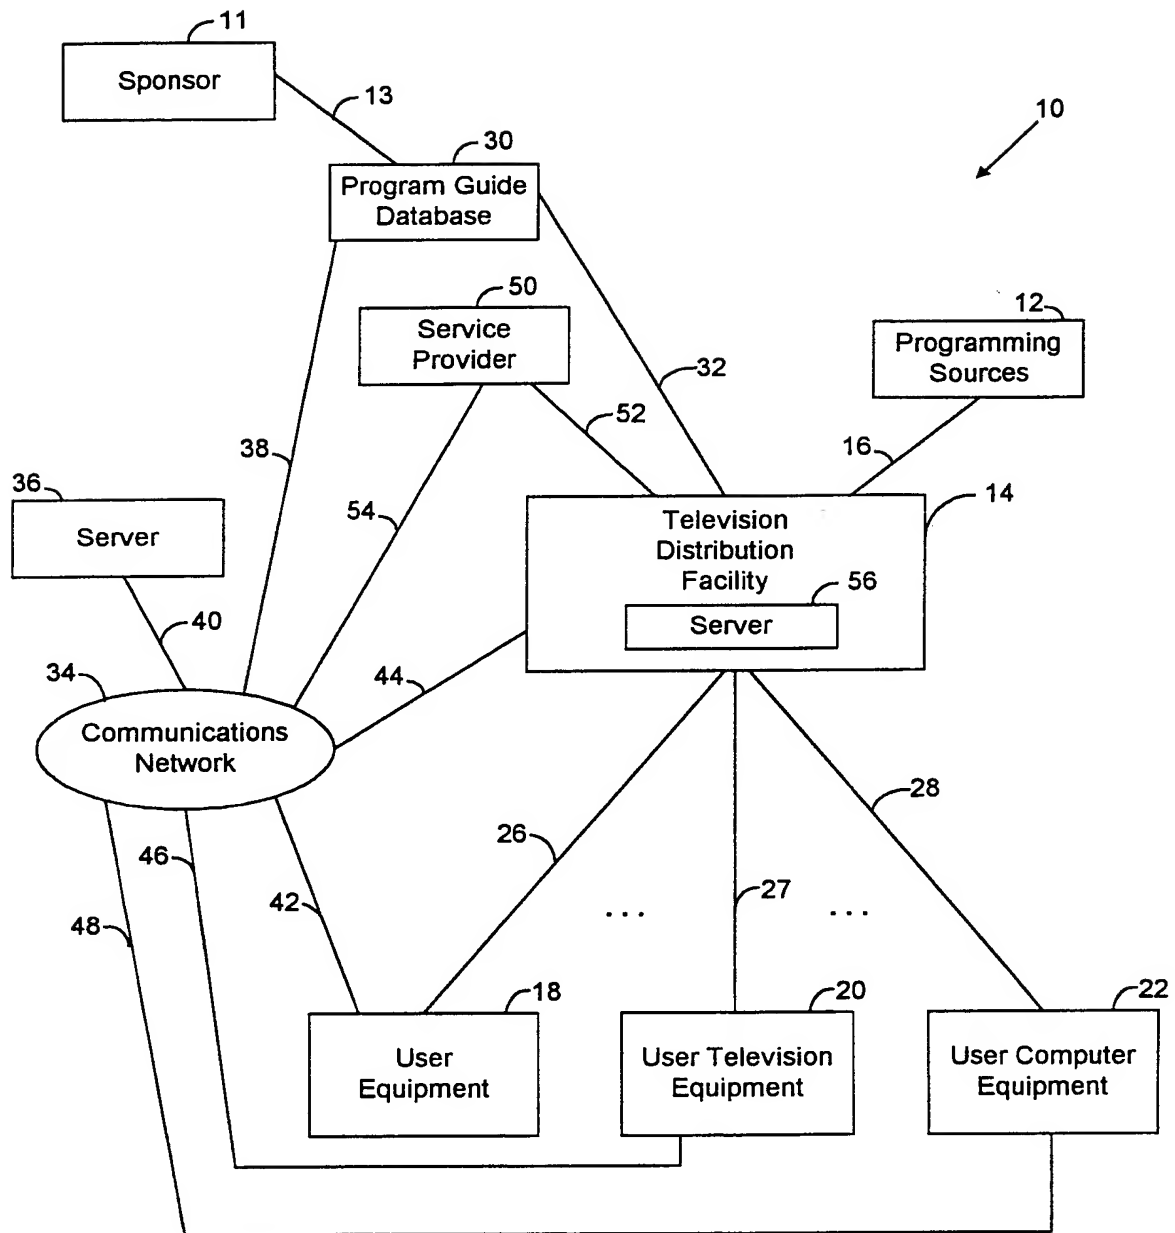 11
Sponsor
13
10
30
Program Guide
Database
50
Service
Provider
12
Programming
Sources
32
52
16
38
54
36
Server
14
Television
Distribution
Facility
56
Server
40
44
34
Communications
Network
28
26
46
42
27
48
... ...
18
User
Equipment
20
User Television
Equipment
22
User Computer
Equipment